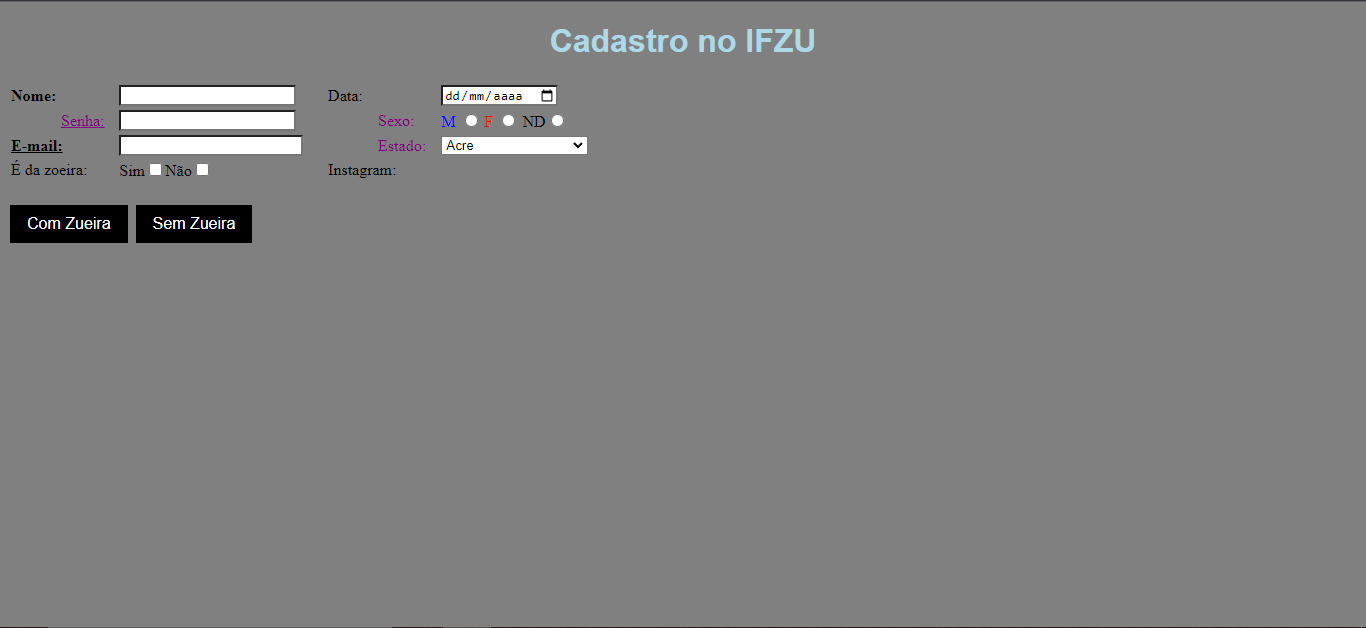 Cadastro no IFZU
Nome: Data: dd/mm/aaaa
Senha: Sexo: M F ND
E-mail: Estado: Acre
É da zoeira: Sim Não Instagram:
Com Zueira Sem Zueira